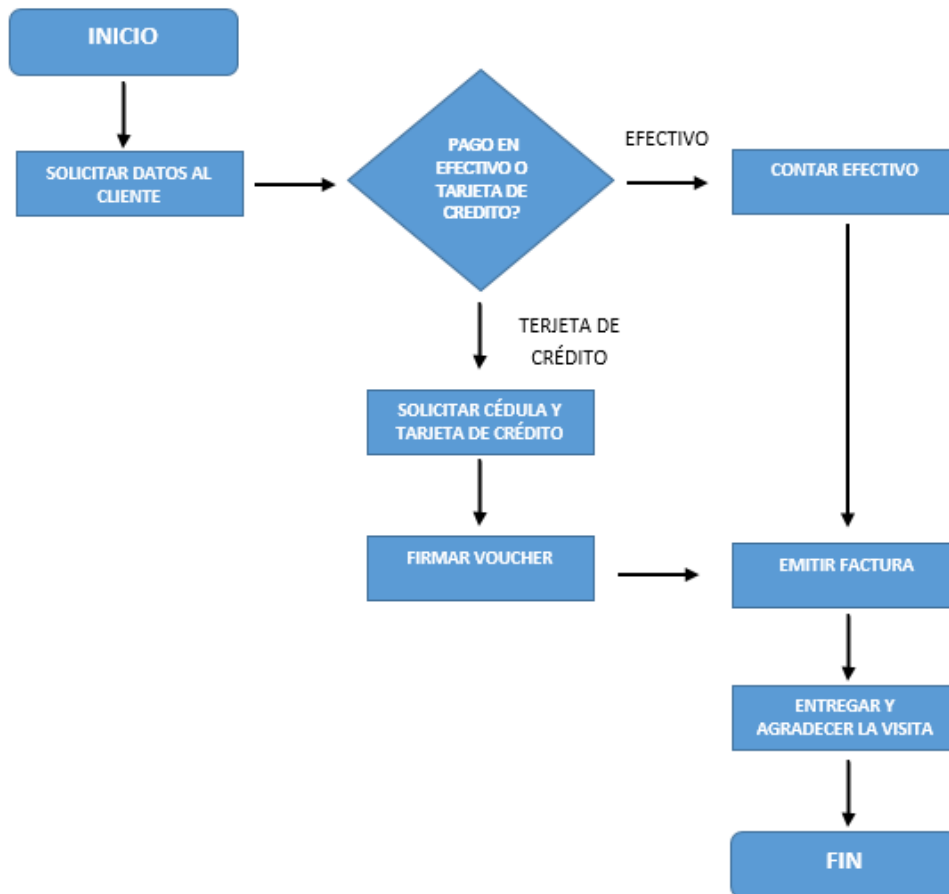 INICIO
SOLICITAR DATOS AL
CLIENTE
PAGO EN
EFECTIVO O
TARJETA DE
CREDITO?
EFECTIVO
CONTAR EFECTIVO
TERJETA DE
CRÉDITO
SOLICITAR CÉDULA Y
TARJETA DE CRÉDITO
FIRMAR VOUCHER
EMITIR FACTURA
ENTREGAR Y
AGRADECER LA VISITA
FIN